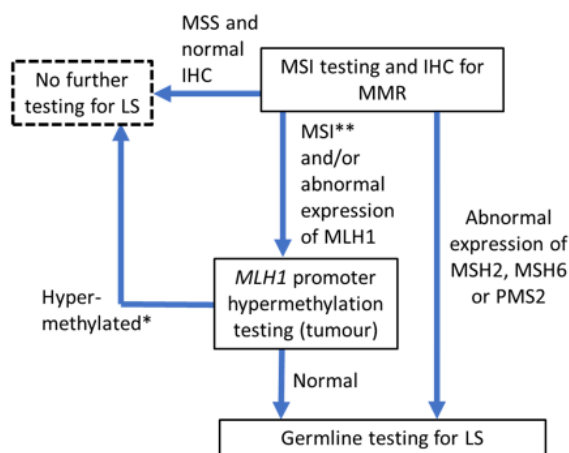 MSS and
normal
IHC
No further
testing for LS
MSI testing and IHC for
MMR
MSI**
and/or
abnormal
expression
of MLH1
Abnormal
expression of
MSH2, MSH6
or PMS2
Hyper-
methylated*
MLH1 promoter
hypermethylation
testing (tumour)
Normal
Germline testing for LS